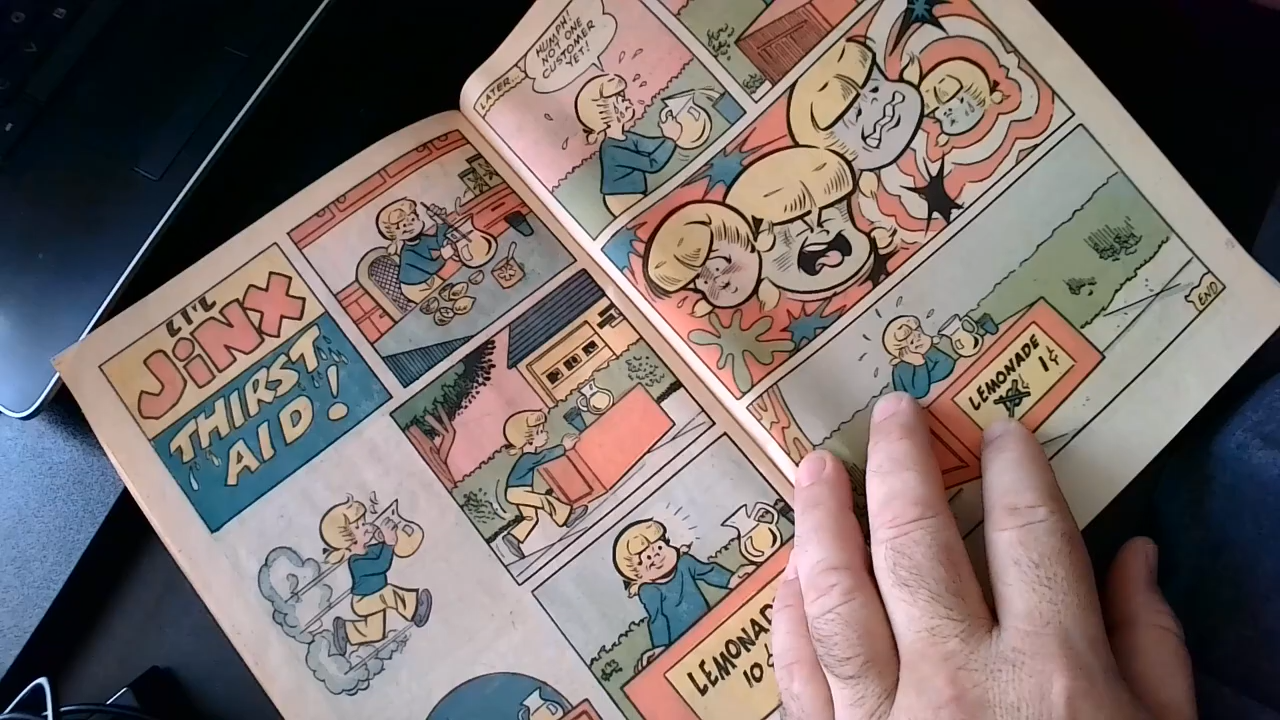 LI'L
JINX
THIRST
AID!
LEMONADE
10¢
LATER...
HUMPH!
NOT ONE
CUSTOMER
YET!
LEMONADE
1¢
END